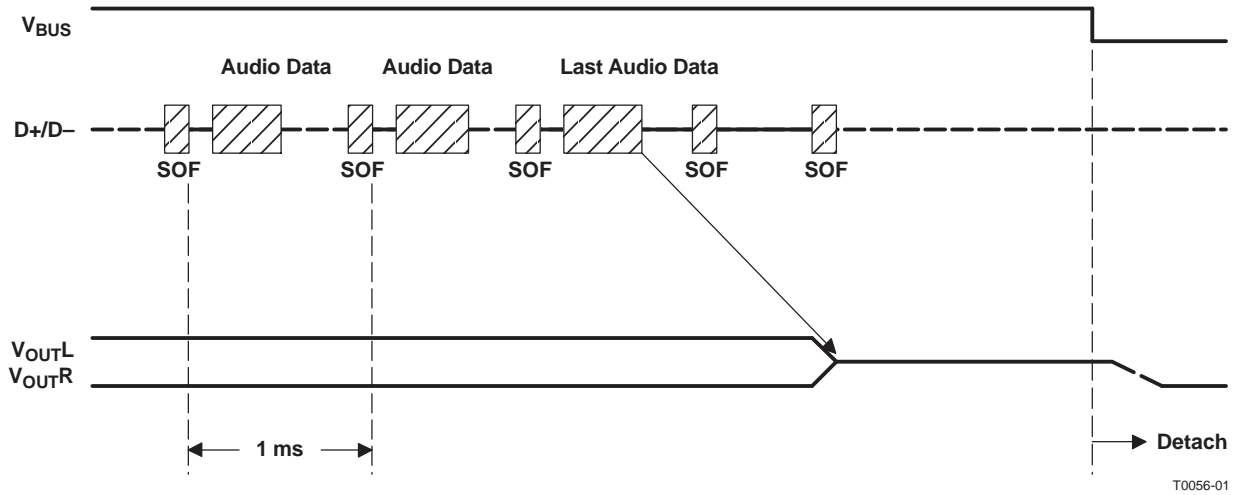 VBUS
Audio Data Audio Data Last Audio Data
D+/D–
SOF SOF SOF SOF SOF
VOUTL
VOUTR
1 ms
Detach
T0056-01